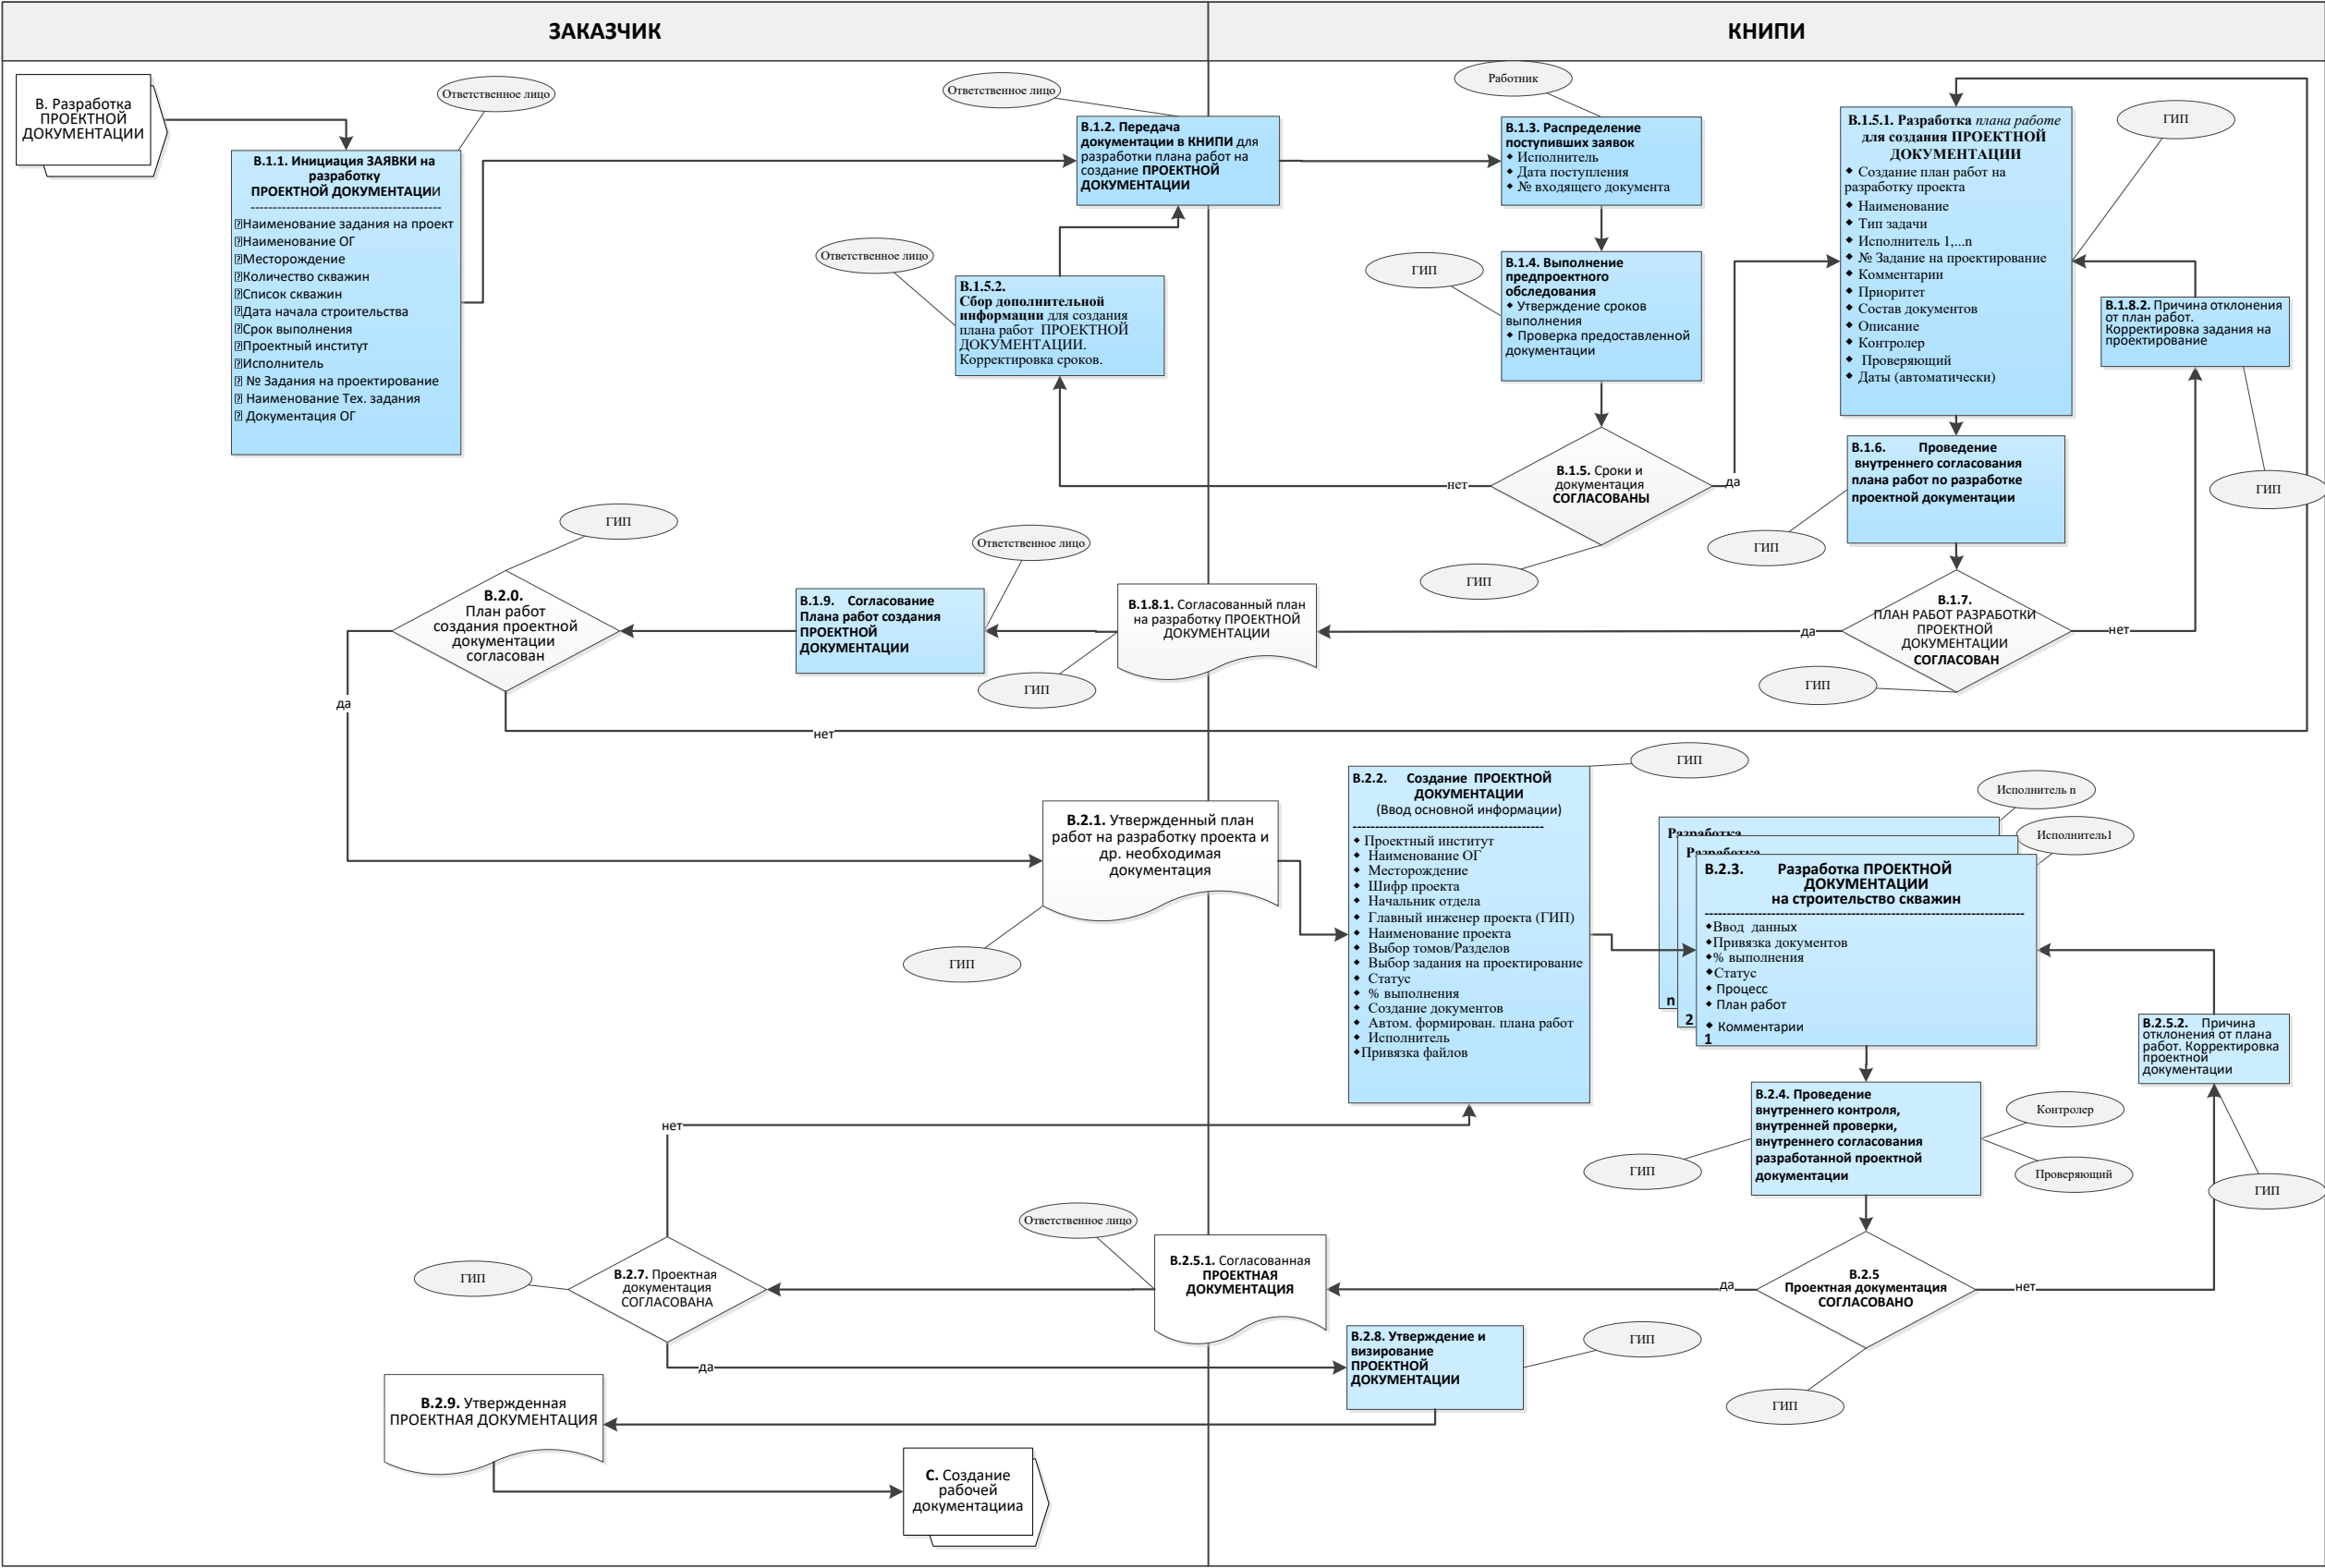 ЗАКАЗЧИК
КНИПИ
В. Разработка
ПРОЕКТНОЙ
ДОКУМЕНТАЦИИ
Ответственное лицо
В.1.1. Инициация ЗАЯВКИ на
разработку
ПРОЕКТНОЙ ДОКУМЕНТАЦИИ
Наименование задания на проект
Наименование ОГ
Месторождение
Количество скважин
Список скважин
Дата начала строительства
Срок выполнения
Проектный институт
Исполнитель
№ Задания на проектирование
Наименование Тех. задания
Документация ОГ
Ответственное лицо
В.1.2. Передача
документации в КНИПИ для
разработки плана работ на
создание ПРОЕКТНОЙ
ДОКУМЕНТАЦИИ
Ответственное лицо
В.1.5.2.
Сбор дополнительной
информации для создания
плана работ ПРОЕКТНОЙ
ДОКУМЕНТАЦИИ.
Корректировка сроков.
Работник
В.1.3. Распределение
поступивших заявок
◆ Исполнитель
◆ Дата поступления
◆ № входящего документа
ГИП
В.1.4. Выполнение
предпроектного
обследования
◆ Утверждение сроков
выполнения
◆ Проверка предоставленной
документации
В.1.5. Сроки и
документация
СОГЛАСОВАНЫ
нет
да
ГИП
В.1.5.1. Разработка плана работе
для создания ПРОЕКТНОЙ
ДОКУМЕНТАЦИИ
◆ Создание план работ на
разработку проекта
◆ Наименование
◆ Тип задачи
◆ Исполнитель 1,...n
◆ № Задание на проектирование
◆ Комментарии
◆ Приоритет
◆ Состав документов
◆ Описание
◆ Контролер
◆ Проверяющий
◆ Даты (автоматически)
ГИП
В.1.8.2. Причина отклонения
от план работ.
Корректировка задания на
проектирование
ГИП
В.1.6. Проведение
внутреннего согласования
плана работ по разработке
проектной документации
ГИП
В.1.7.
ПЛАН РАБОТ РАЗРАБОТКИ
ПРОЕКТНОЙ
ДОКУМЕНТАЦИИ
СОГЛАСОВАН
да
нет
ГИП
В.1.8.1. Согласованный план
на разработку ПРОЕКТНОЙ
ДОКУМЕНТАЦИИ
ГИП
Ответственное лицо
В.1.9. Согласование
Плана работ создания
ПРОЕКТНОЙ
ДОКУМЕНТАЦИИ
ГИП
В.2.0.
План работ
создания проектной
документации
согласован
да
нет
В.2.1. Утвержденный план
работ на разработку проекта и
др. необходимая
документация
ГИП
ГИП
В.2.2. Создание ПРОЕКТНОЙ
ДОКУМЕНТАЦИИ
(Ввод основной информации)
-------------------------------------------
◆ Проектный институт
◆ Наименование ОГ
◆ Месторождение
◆ Шифр проекта
◆ Начальник отдела
◆ Главный инженер проекта (ГИП)
◆ Наименование проекта
◆ Выбор томов/Разделов
◆ Выбор задания на проектирование
◆ Статус
◆ % выполнения
◆ Создание документов
◆ Автом. формирован. плана работ
◆ Исполнитель
◆Привязка файлов
Исполнитель n
Исполнитель1
Разработка
Разработка
В.2.3. Разработка ПРОЕКТНОЙ
ДОКУМЕНТАЦИИ
на строительство скважин
◆Ввод данных
◆Привязка документов
◆% выполнения
◆Статус
◆ Процесс
◆ План работ
◆ Комментарии
n
2
1
В.2.5.2. Причина
отклонения от плана
работ. Корректировка
проектной
документации
ГИП
В.2.4. Проведение
внутреннего контроля,
внутренней проверки,
внутреннего согласования
разработанной проектной
документации
ГИП
Контролер
Проверяющий
В.2.5
Проектная документация
СОГЛАСОВАНО
да
нет
ГИП
Ответственное лицо
В.2.5.1. Согласованная
ПРОЕКТНАЯ
ДОКУМЕНТАЦИЯ
ГИП
В.2.7. Проектная
документация
СОГЛАСОВАНА
нет
да
В.2.8. Утверждение и
визирование
ПРОЕКТНОЙ
ДОКУМЕНТАЦИИ
ГИП
В.2.9. Утвержденная
ПРОЕКТНАЯ ДОКУМЕНТАЦИЯ
С. Создание
рабочей
документацииа